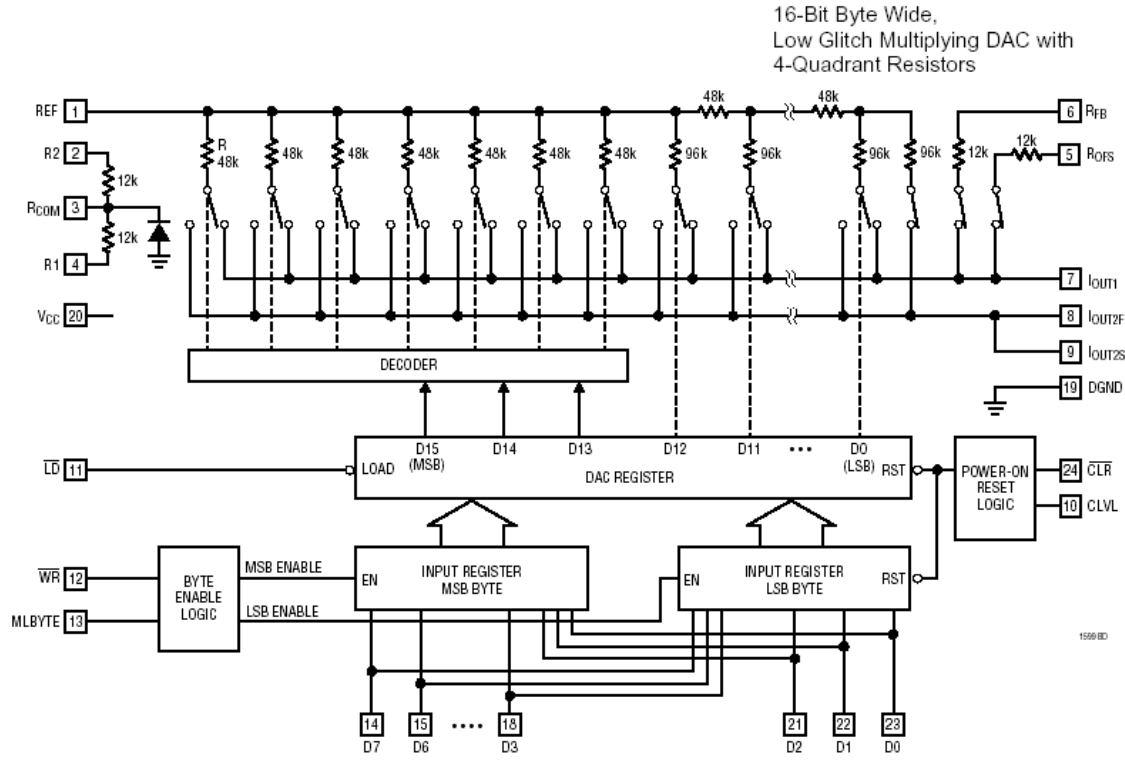 16-Bit Byte Wide,
Low Glitch Multiplying DAC with
4-Quadrant Resistors
48k 48k
REF 1
6 RFB
R
48k 48k 48k 48k 48k 48k 48k 96k 96k 96k 96k 12k
12k
5 ROFS
R2 2
12k
RCOM 3
12k
R1 4
7 IOUT1
VCC 20
8 IOUT2F
9 IOUT2S
DECODER
19 DGND
D15 D14 D13 D12 D11 ••• D0
(MSB) (LSB)
LD 11
LOAD
DAC REGISTER
RST
POWER-ON
RESET
LOGIC
24 CLR
10 CLVL
WR 12
MLBYTE 13
BYTE
ENABLE
LOGIC
MSB ENABLE
LSB ENABLE
EN
INPUT REGISTER
MSB BYTE
EN
INPUT REGISTER
LSB BYTE
RST
1599 BD
14 15 •••• 18 21 22 23
D7 D6 D3 D2 D1 D0